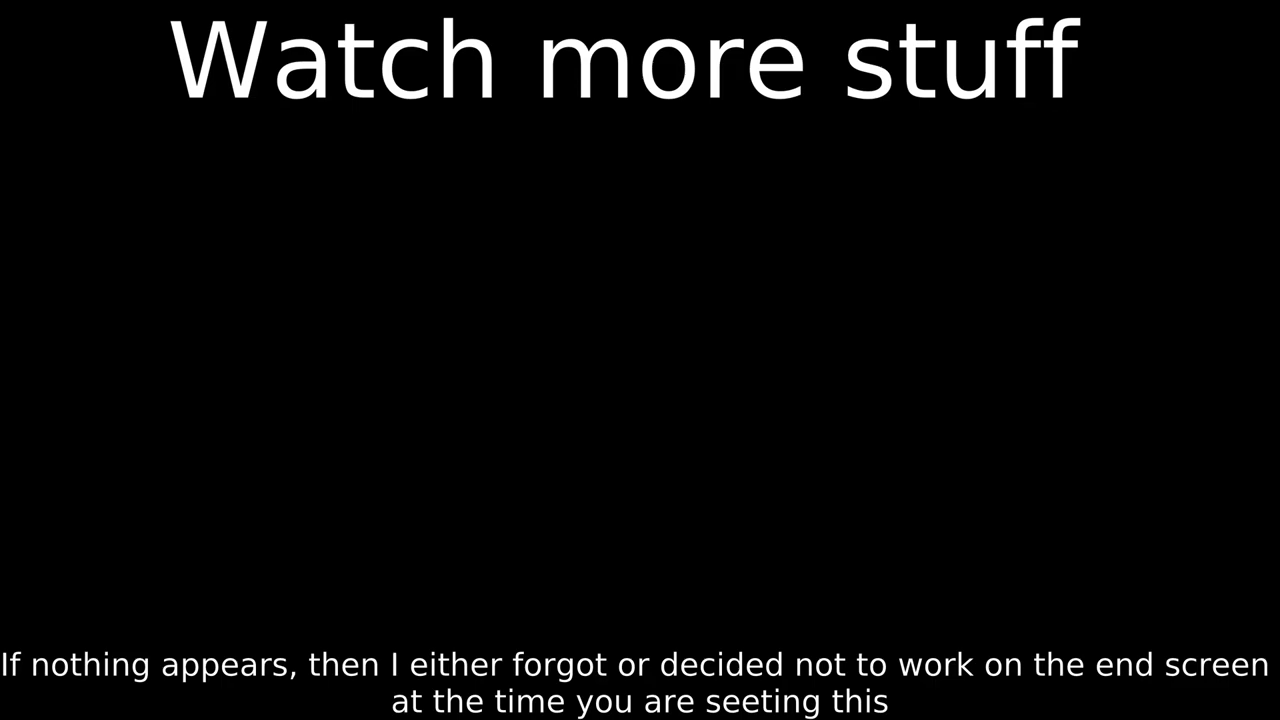 Watch more stuff
If nothing appears, then I either forgot or decided not to work on the end screen
at the time you are seeting this